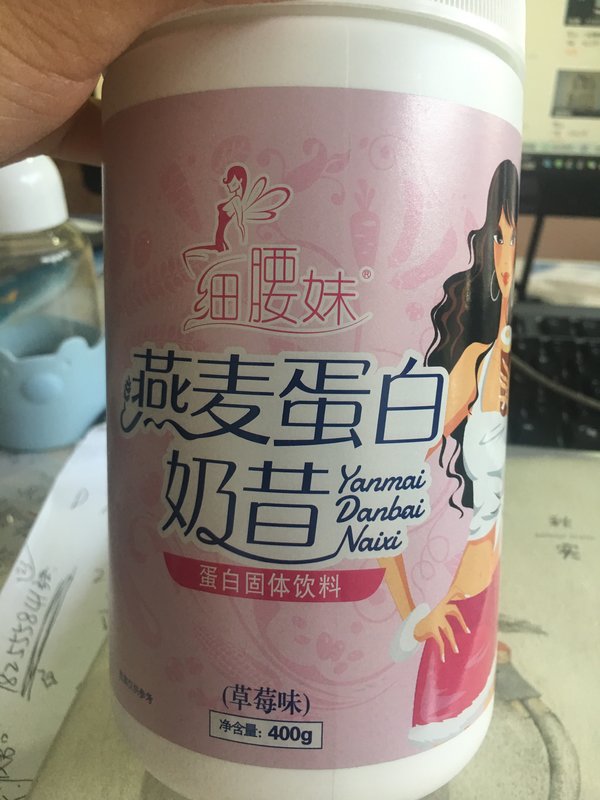 细腰妹®
燕麦蛋白
奶昔
Yanmai
Danbai
Naixi
蛋白固体饮料
(草莓味)
净含量: 400g